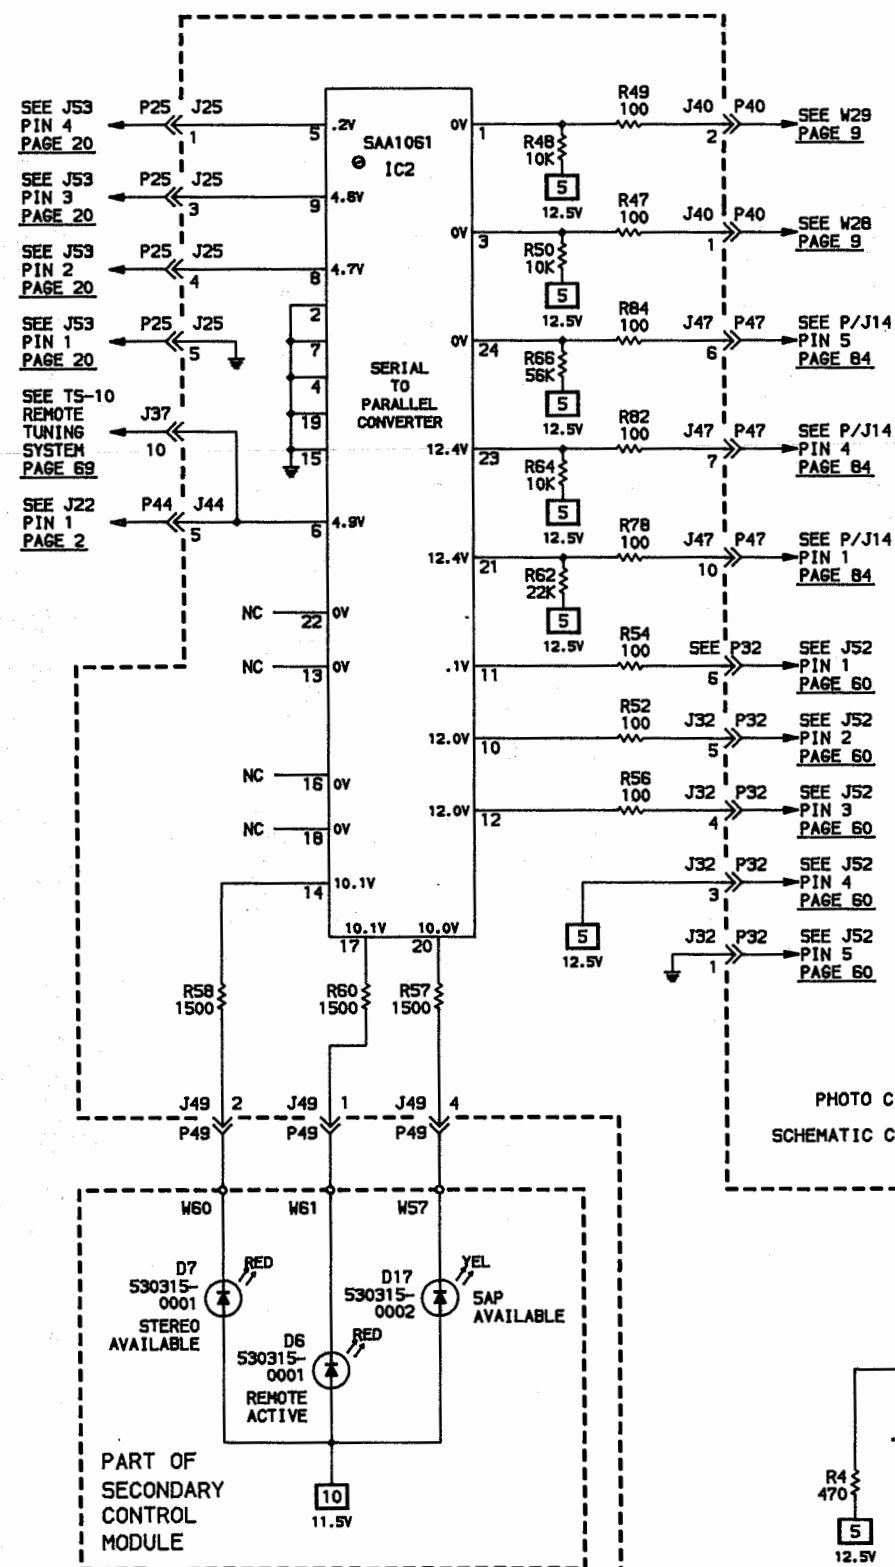 SEE J53
PIN 4
PAGE 20
P25 J25
1
5 .2V
SAA1061
IC2
0V
1
R49
100
J40 P40
2
SEE W29
PAGE 9
R48
10K
5
12.5V
SEE J53
PIN 3
PAGE 20
P25 J25
3
9 4.8V
0V
3
R47
100
J40 P40
1
SEE W28
PAGE 9
R50
10K
5
12.5V
SEE J53
PIN 2
PAGE 20
P25 J25
4
8 4.7V
2
7
4
19
15
SEE J53
PIN 1
PAGE 20
P25 J25
5
0V
24
R84
100
J47 P47
6
SEE P/J14
PIN 5
PAGE 84
R66
56K
5
12.5V
SERIAL
TO
PARALLEL
CONVERTER
SEE TS-10
REMOTE
TUNING
SYSTEM
PAGE 69
J37
10
12.4V
23
R82
100
J47 P47
7
SEE P/J14
PIN 4
PAGE 84
R64
10K
5
12.5V
SEE J22
PIN 1
PAGE 2
P44 J44
5
6 4.9V
12.4V
21
R78
100
J47 P47
10
SEE P/J14
PIN 1
PAGE 84
R62
22K
5
12.5V
NC 22 0V
NC 13 0V
.1V
11
R54
100
SEE P32
6
SEE J52
PIN 1
PAGE 60
12.0V
10
R52
100
J32 P32
5
SEE J52
PIN 2
PAGE 60
NC 16 0V
12.0V
12
R56
100
J32 P32
4
SEE J52
PIN 3
PAGE 60
NC 18 0V
14 10.1V
J32 P32
3
SEE J52
PIN 4
PAGE 60
5
12.5V
J32 P32
1
SEE J52
PIN 5
PAGE 60
10.1V 10.0V
17 20
R58
1500
R60
1500
R57
1500
J49 2 J49 1 J49 4
P49 P49 P49
PHOTO C
SCHEMATIC C
W60 W61 W57
D7
530315-
0001
RED
STEREO
AVAILABLE
D6
530315-
0001
RED
REMOTE
ACTIVE
D17
530315-
0002
YEL
SAP
AVAILABLE
10
11.5V
PART OF
SECONDARY
CONTROL
MODULE
R4
470
5
12.5V